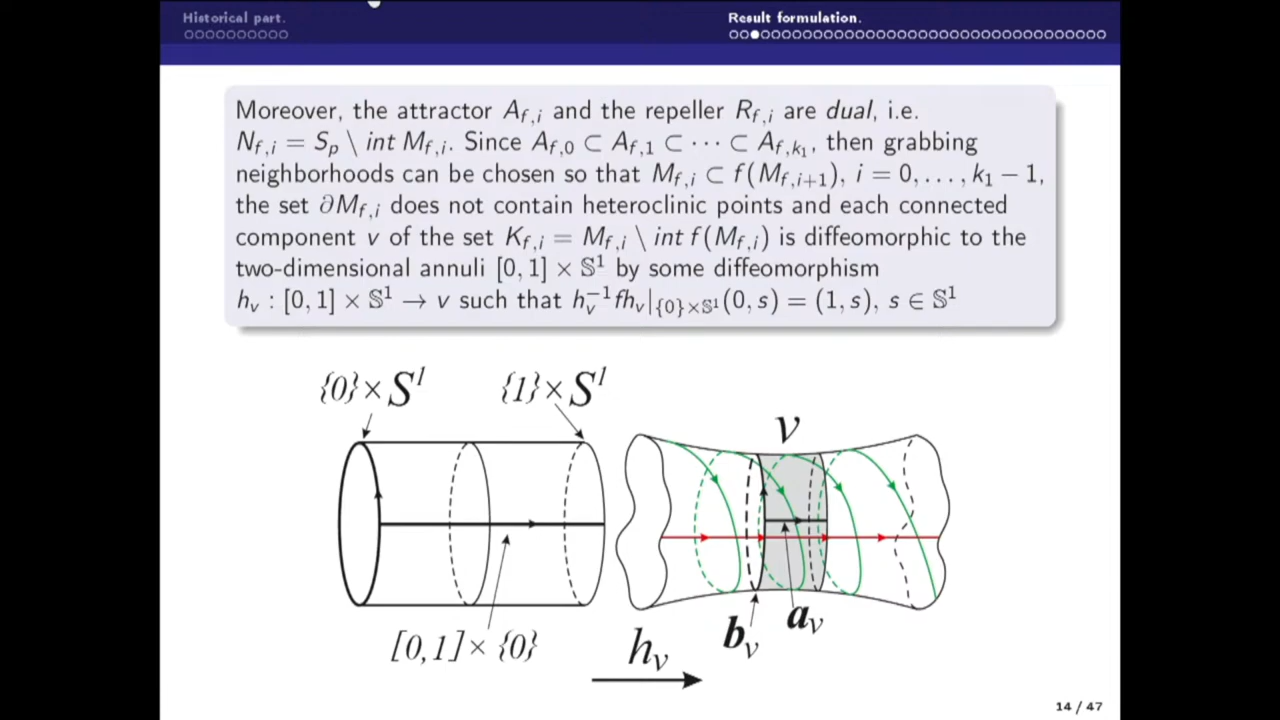 Historical part.
Result formulation.
Moreover, the attractor A_{f,i} and the repeller R_{f,i} are dual, i.e.
N_{f,i} = S_p \ int M_{f,i}. Since A_{f,0} ⊂ A_{f,1} ⊂ ⋯ ⊂ A_{f,k_1}, then grabbing
neighborhoods can be chosen so that M_{f,i} ⊂ f(M_{f,i+1}), i = 0, . . . , k_1 − 1,
the set ∂M_{f,i} does not contain heteroclinic points and each connected
component v of the set K_{f,i} = M_{f,i} \ int f(M_{f,i}) is diffeomorphic to the
two-dimensional annuli [0, 1] × 𝕊^1 by some diffeomorphism
h_v : [0, 1] × 𝕊^1 → v such that h_v^{−1}fh_v|_{{0}×𝕊^1}(0, s) = (1, s), s ∈ 𝕊^1
{0}× S^1
{1}× S^1
v
[0,1]× {0}
h_v
b_v
a_v
14 / 47